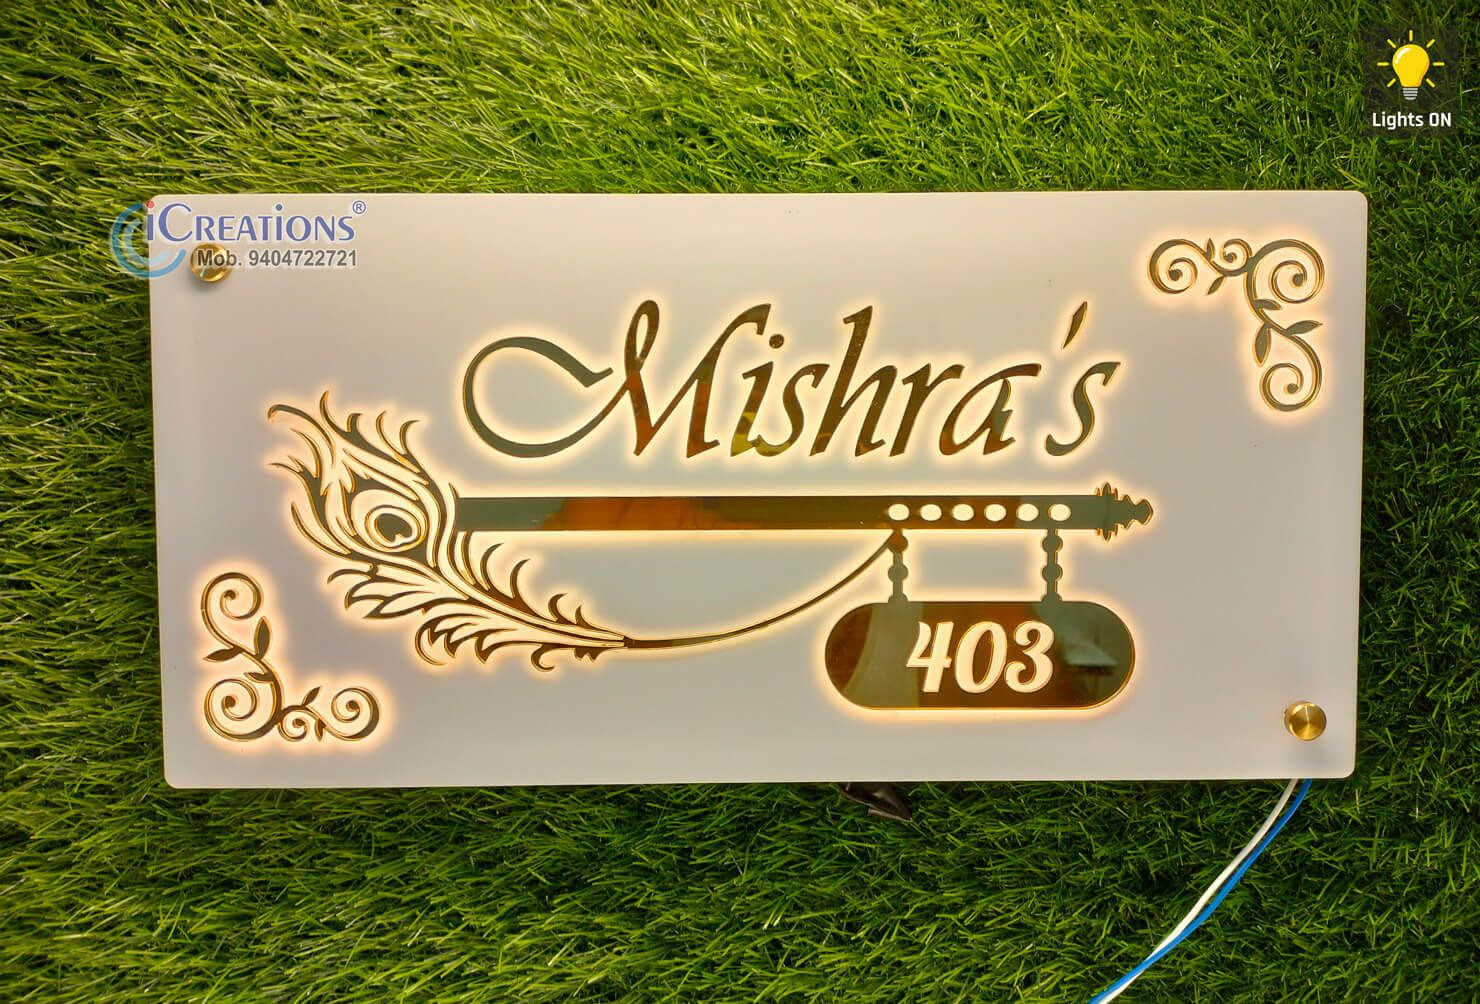 Lights ON
iCREATIONS®
Mob. 9404722721
Mishra's
403